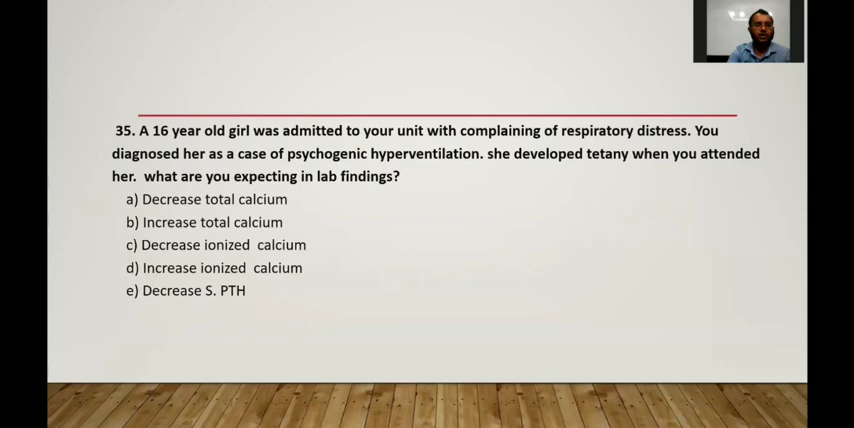 35. A 16 year old girl was admitted to your unit with complaining of respiratory distress. You
diagnosed her as a case of psychogenic hyperventilation. she developed tetany when you attended
her.  what are you expecting in lab findings?
a) Decrease total calcium
b) Increase total calcium
c) Decrease ionized  calcium
d) Increase ionized  calcium
e) Decrease S. PTH